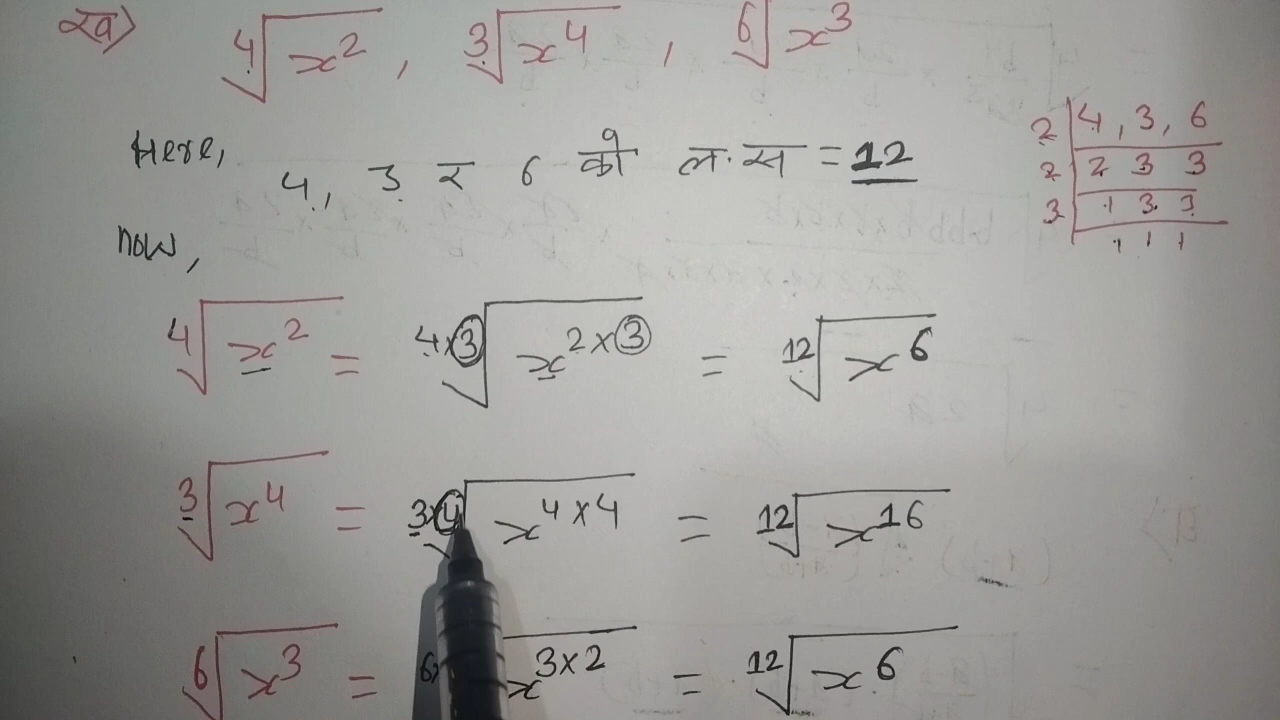 ख) ⁴√x² , ³√x⁴ , ⁶√x³
Here,
4, 3 र 6 को ल.स = 12
2 | 4, 3, 6
2 | 2 3 3
3 | 1 3 3
1 1 1
now,
⁴√x² = ⁴ˣ³√x²ˣ³ = ¹²√x⁶
³√x⁴ = ³ˣ⁴√x⁴ˣ⁴ = ¹²√x¹⁶
⁶√x³ = ⁶ˣ x³ˣ² = ¹²√x⁶